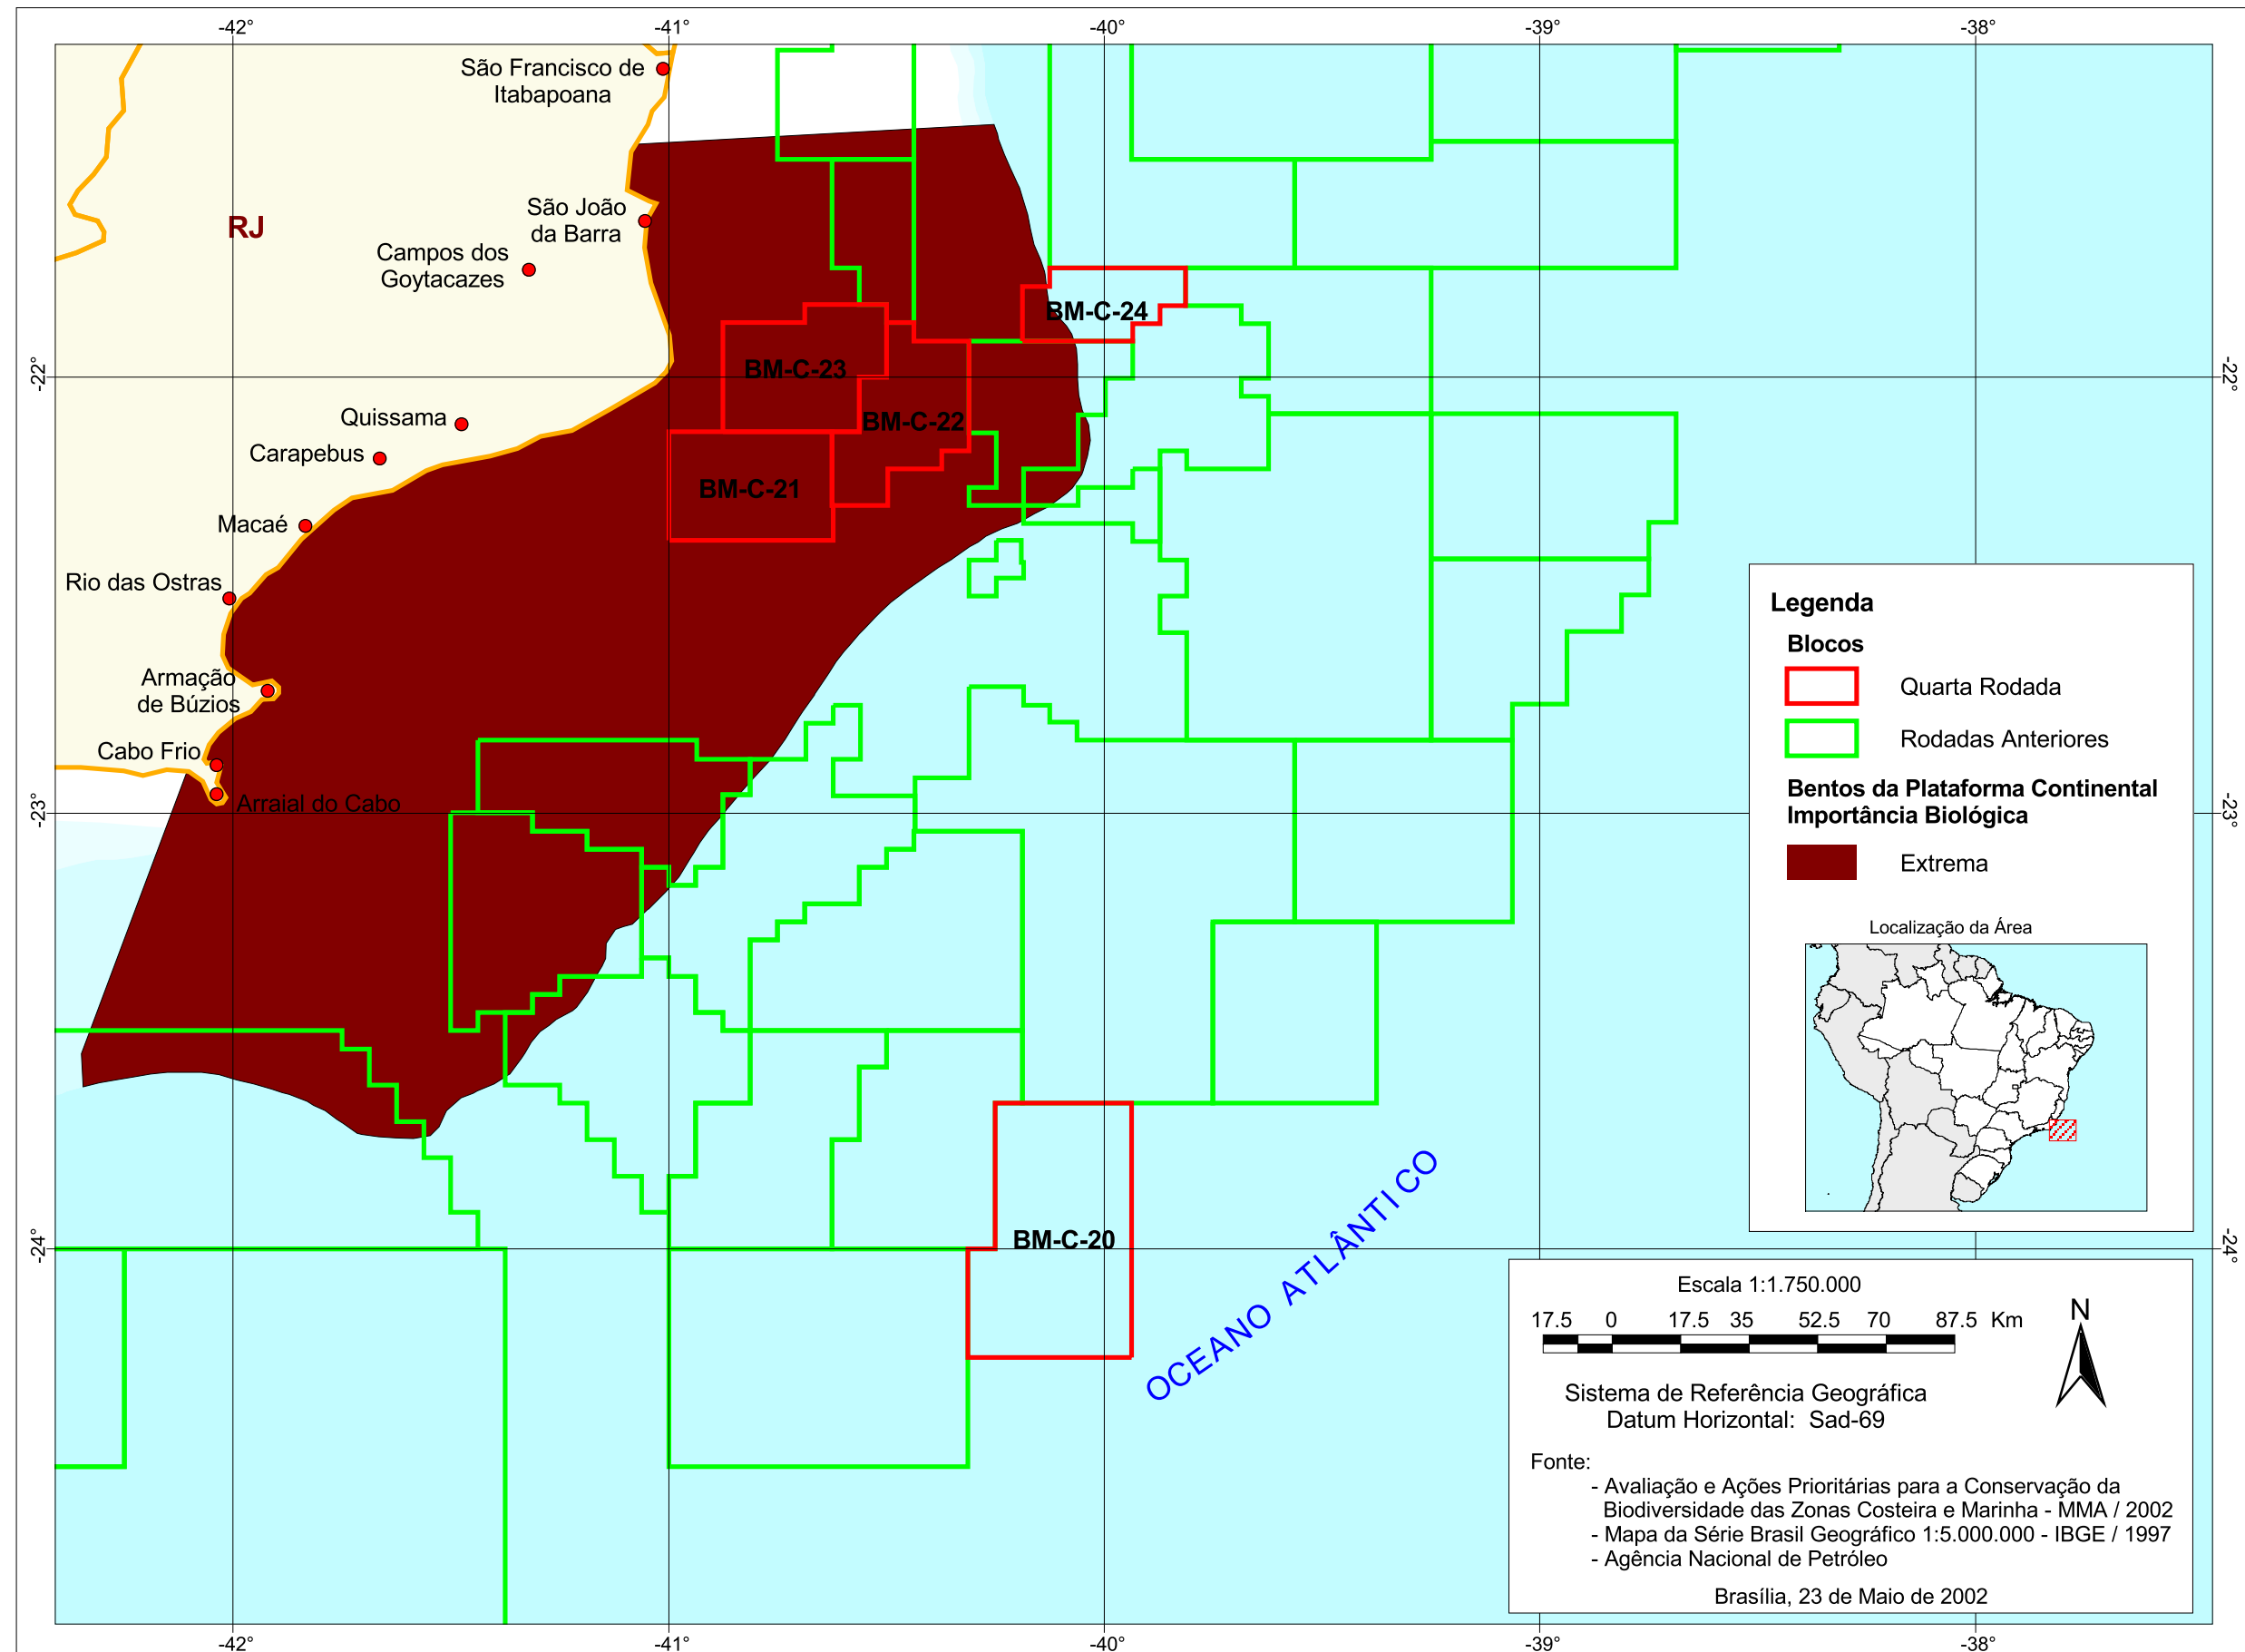 -42°
-41°
-40°
-39°
-38°
São Francisco de
Itabapoana
São João
da Barra
RJ
Campos dos
Goytacazes
BM-C-24
-22°
-22°
BM-C-23
Quissama
BM-C-22
Carapebus
BM-C-21
Macaé
Rio das Ostras
Armação
de Búzios
Cabo Frio
Arraial do Cabo
-23°
-23°
Legenda
Blocos
Quarta Rodada
Rodadas Anteriores
Bentos da Plataforma Continental
Importância Biológica
Extrema
Localização da Área
BM-C-20
-24°
-24°
OCEANO ATLÂNTICO
Escala 1:1.750.000
17.5 0 17.5 35 52.5 70 87.5 Km
N
Sistema de Referência Geográfica
Datum Horizontal: Sad-69
Fonte:
- Avaliação e Ações Prioritárias para a Conservação da
Biodiversidade das Zonas Costeira e Marinha - MMA / 2002
- Mapa da Série Brasil Geográfico 1:5.000.000 - IBGE / 1997
- Agência Nacional de Petróleo
Brasília, 23 de Maio de 2002
-42°
-41°
-40°
-39°
-38°